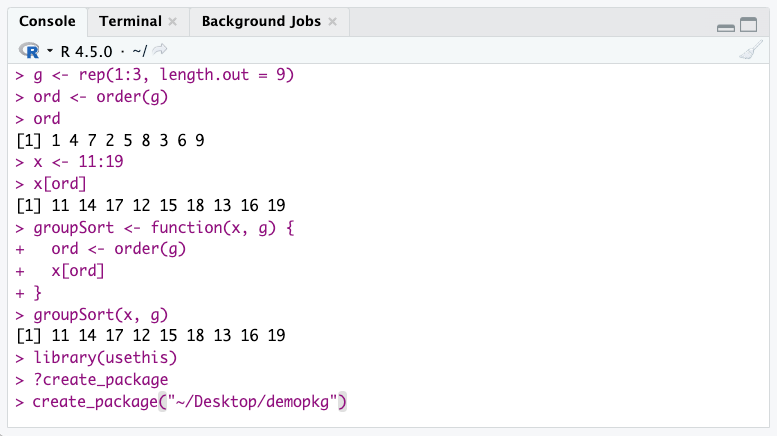 Console Terminal Background Jobs
R R 4.5.0 · ~/
> g <- rep(1:3, length.out = 9)
> ord <- order(g)
> ord
[1] 1 4 7 2 5 8 3 6 9
> x <- 11:19
> x[ord]
[1] 11 14 17 12 15 18 13 16 19
> groupSort <- function(x, g) {
+   ord <- order(g)
+   x[ord]
+ }
> groupSort(x, g)
[1] 11 14 17 12 15 18 13 16 19
> library(usethis)
> ?create_package
> create_package("~/Desktop/demopkg")